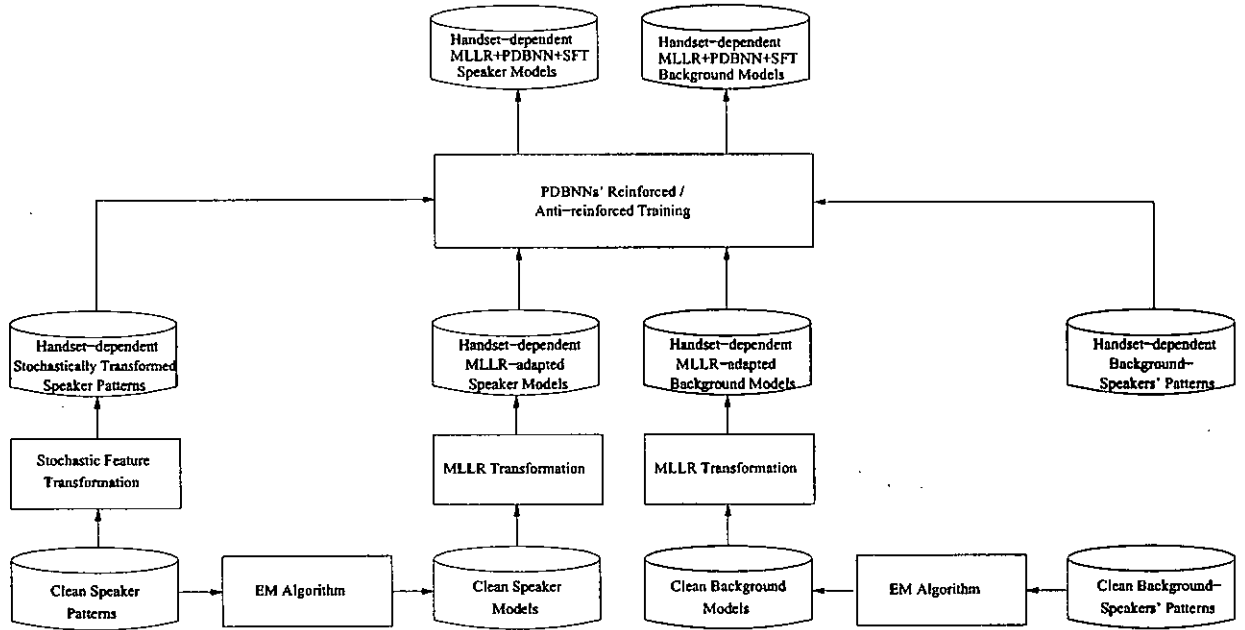 Handset-dependent
MLLR+PDBNN+SFT
Speaker Models
Handset-dependent
MLLR+PDBNN+SFT
Background Models
PDBNNs' Reinforced /
Anti-reinforced Training
Handset-dependent
Stochastically Transformed
Speaker Patterns
Handset-dependent
MLLR-adapted
Speaker Models
Handset-dependent
MLLR-adapted
Background Models
Handset-dependent
Background-
Speakers' Patterns
Stochastic Feature
Transformation
MLLR Transformation
MLLR Transformation
Clean Speaker
Patterns
EM Algorithm
Clean Speaker
Models
Clean Background
Models
EM Algorithm
Clean Background-
Speakers' Patterns